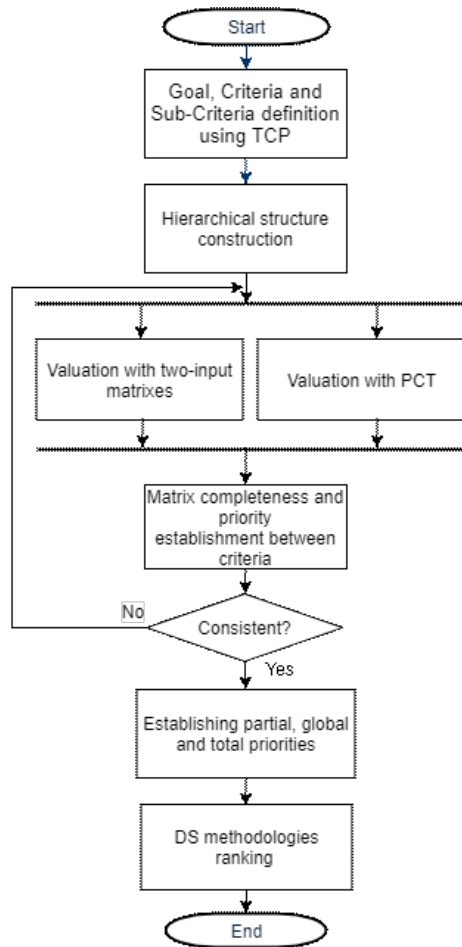 Start
Goal, Criteria and
Sub-Criteria definition
using TCP
Hierarchical structure
construction
Valuation with two-input
matrixes
Valuation with PCT
Matrix completeness and
priority
establishment between
criteria
No
Consistent?
Yes
Establishing partial, global
and total priorities
DS methodologies
ranking
End